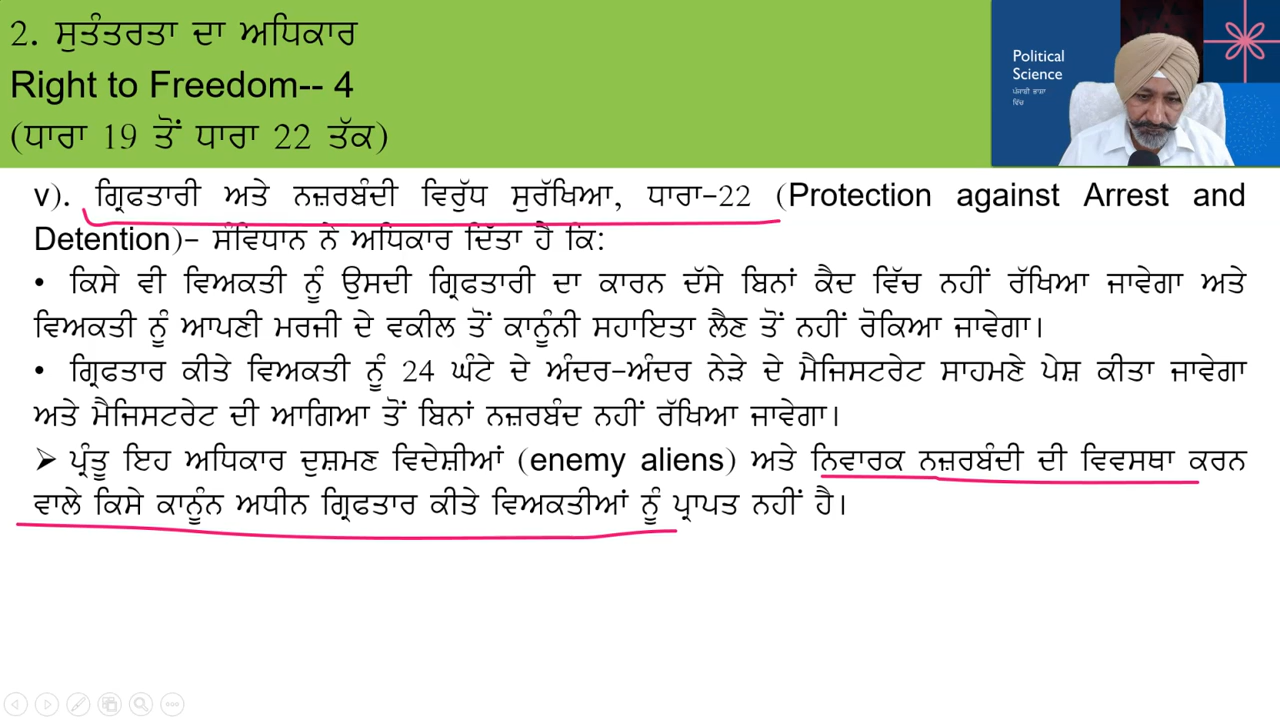 2. ਸੁਤੰਤਰਤਾ ਦਾ ਅਧਿਕਾਰ
Right to Freedom-- 4
(ਧਾਰਾ 19 ਤੋਂ ਧਾਰਾ 22 ਤੱਕ)
Political
Science
ਪੰਜਾਬੀ ਭਾਸ਼ਾ
ਵਿੱਚ
v). ਗ੍ਰਿਫਤਾਰੀ ਅਤੇ ਨਜ਼ਰਬੰਦੀ ਵਿਰੁੱਧ ਸੁਰੱਖਿਆ, ਧਾਰਾ-22 (Protection against Arrest and
Detention)- ਸੰਵਿਧਾਨ ਨੇ ਅਧਿਕਾਰ ਦਿੱਤਾ ਹੈ ਕਿ:
• ਕਿਸੇ ਵੀ ਵਿਅਕਤੀ ਨੂੰ ਉਸਦੀ ਗ੍ਰਿਫਤਾਰੀ ਦਾ ਕਾਰਨ ਦੱਸੇ ਬਿਨਾਂ ਕੈਦ ਵਿੱਚ ਨਹੀਂ ਰੱਖਿਆ ਜਾਵੇਗਾ ਅਤੇ
ਵਿਅਕਤੀ ਨੂੰ ਆਪਣੀ ਮਰਜੀ ਦੇ ਵਕੀਲ ਤੋਂ ਕਾਨੂੰਨੀ ਸਹਾਇਤਾ ਲੈਣ ਤੋਂ ਨਹੀਂ ਰੋਕਿਆ ਜਾਵੇਗਾ।
• ਗ੍ਰਿਫਤਾਰ ਕੀਤੇ ਵਿਅਕਤੀ ਨੂੰ 24 ਘੰਟੇ ਦੇ ਅੰਦਰ-ਅੰਦਰ ਨੇੜੇ ਦੇ ਮੈਜਿਸਟਰੇਟ ਸਾਹਮਣੇ ਪੇਸ਼ ਕੀਤਾ ਜਾਵੇਗਾ
ਅਤੇ ਮੈਜਿਸਟਰੇਟ ਦੀ ਆਗਿਆ ਤੋਂ ਬਿਨਾਂ ਨਜ਼ਰਬੰਦ ਨਹੀਂ ਰੱਖਿਆ ਜਾਵੇਗਾ।
➢ ਪ੍ਰੰਤੂ ਇਹ ਅਧਿਕਾਰ ਦੁਸ਼ਮਣ ਵਿਦੇਸ਼ੀਆਂ (enemy aliens) ਅਤੇ ਨਿਵਾਰਕ ਨਜ਼ਰਬੰਦੀ ਦੀ ਵਿਵਸਥਾ ਕਰਨ
ਵਾਲੇ ਕਿਸੇ ਕਾਨੂੰਨ ਅਧੀਨ ਗ੍ਰਿਫਤਾਰ ਕੀਤੇ ਵਿਅਕਤੀਆਂ ਨੂੰ ਪ੍ਰਾਪਤ ਨਹੀਂ ਹੈ।